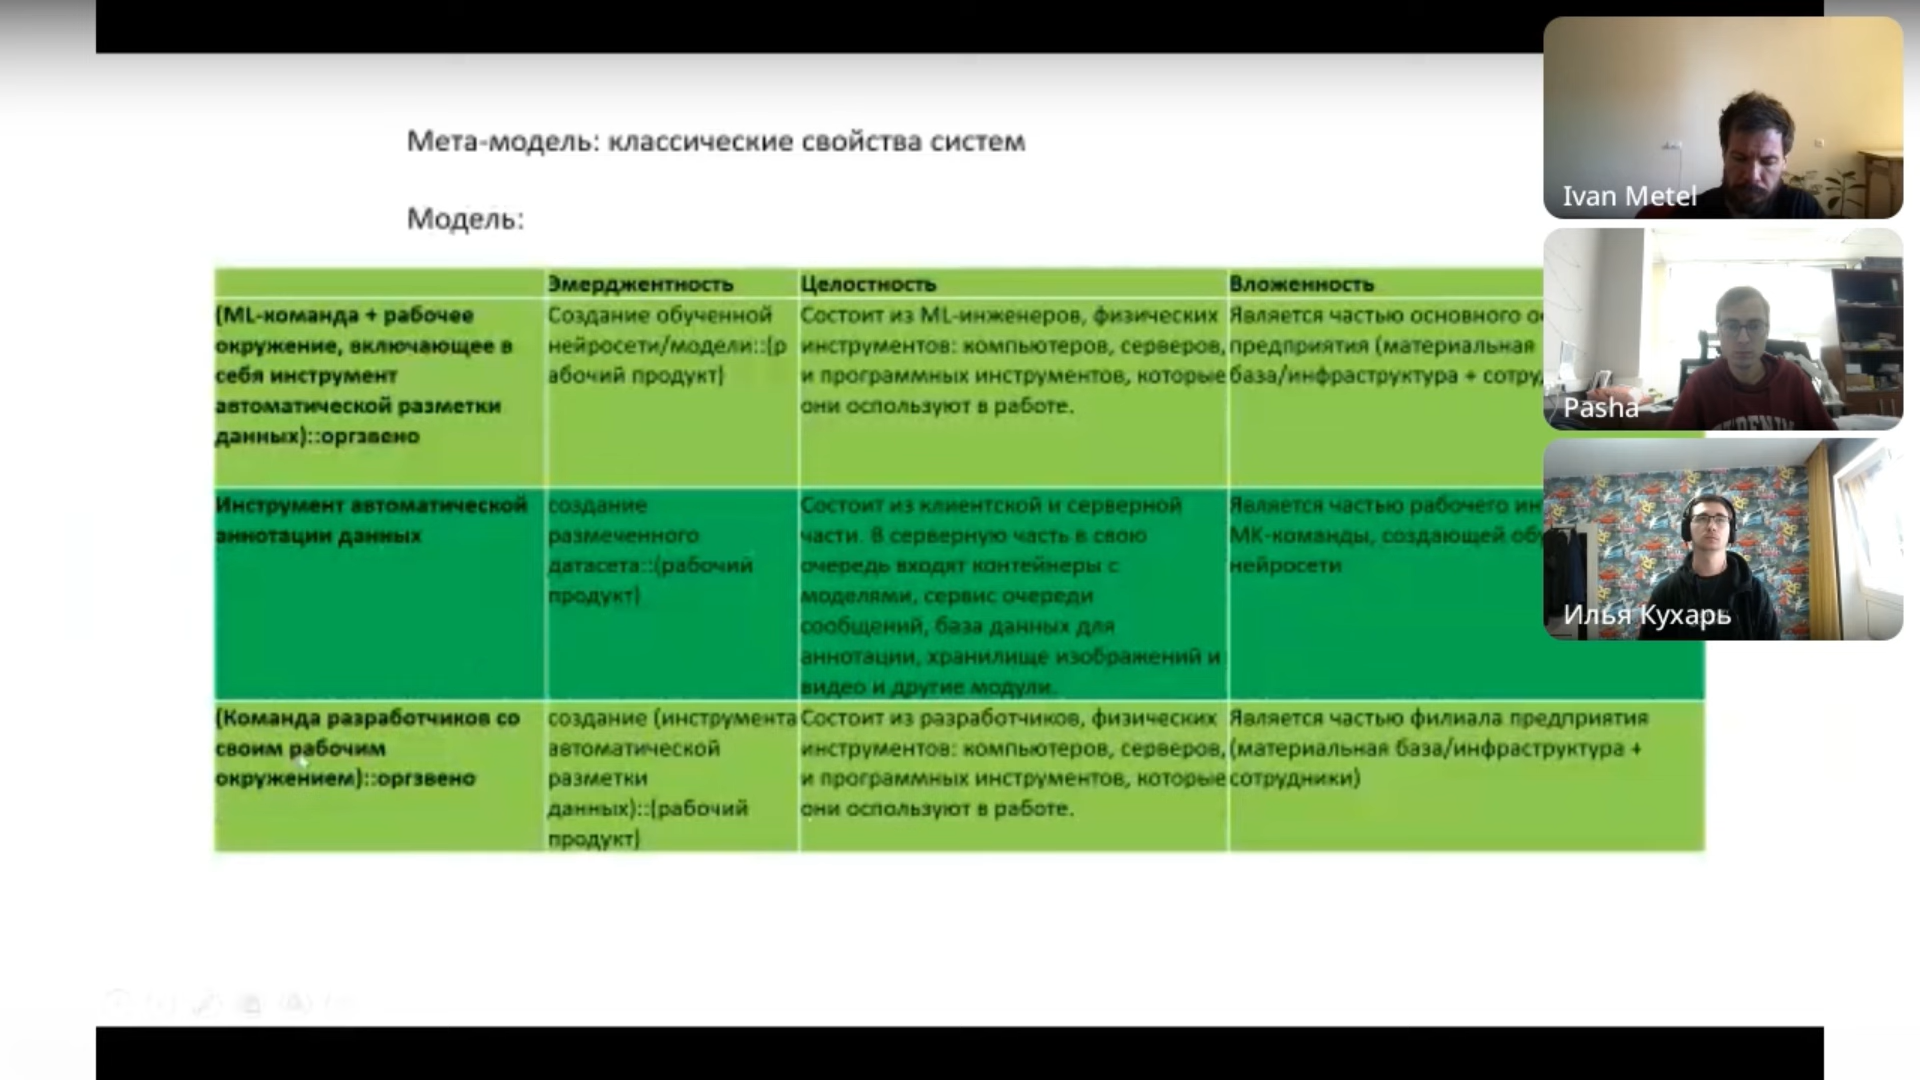 Мета-модель: классические свойства систем
Модель:
Эмерджентность
Целостность
Вложенность
(ML-команда + рабочее
окружение, включающее в
себя инструмент
автоматической разметки
данных)::оргзвено
Создание обученной
нейросети/модели::(р
абочий продукт)
Состоит из ML-инженеров, физических
инструментов: компьютеров, серверов,
и программных инструментов, которые
они оспользуют в работе.
Является частью основного
предприятия (материальная
база/инфраструктура +
Инструмент автоматической
аннотации данных
создание
размеченного
датасета::(рабочий
продукт)
Состоит из клиентской и серверной
части. В серверную часть в свою
очередь входят контейнеры с
моделями, сервис очереди
сообщений, база данных для
аннотации, хранилище изображений и
видео и другие модули.
Является частью рабочего
МК-команды, создающей
нейросети
(Команда разработчиков со
своим рабочим
окружением)::оргзвено
создание (инструмента
автоматической
разметки
данных)::(рабочий
продукт)
Состоит из разработчиков, физических
инструментов: компьютеров, серверов,
и программных инструментов, которые
они оспользуют в работе.
Является частью филиала предприятия
(материальная база/инфраструктура +
сотрудники)
Ivan Metel
Pasha
Илья Кухарь